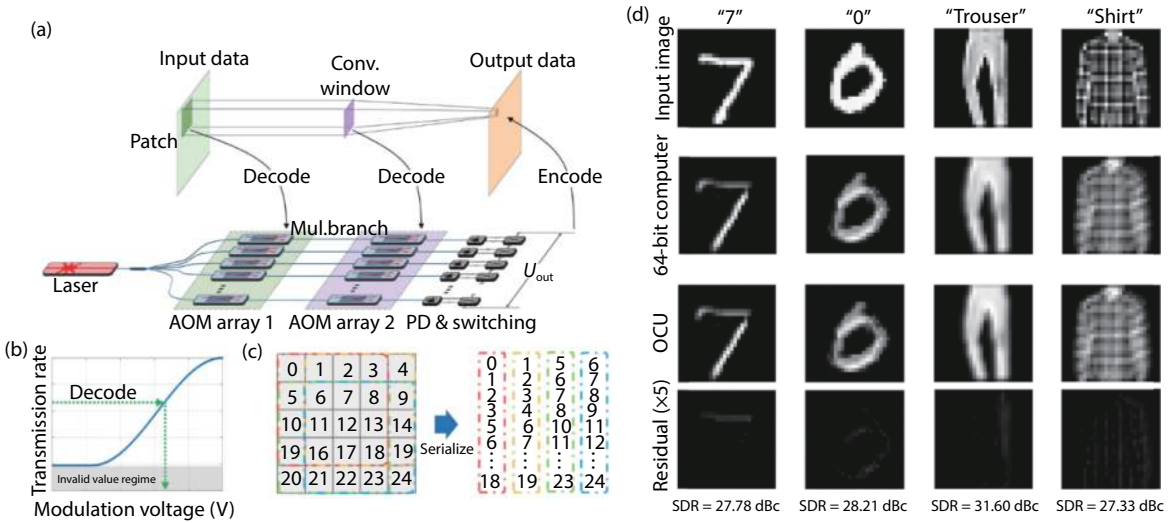 (a)
Input data
Conv.
window
Output data
Patch
Decode
Decode
Encode
Mul.branch
Laser
Uout
AOM array 1
AOM array 2
PD & switching
(b)
Transmission rate
Decode
Invalid value regime
Modulation voltage (V)
(c)
0 1 2 3 4
5 6 7 8 9
10 11 12 13 14
19 16 17 18 19
20 21 22 23 24
Serialize
0 1 5 6
1 2 6 7
2 3 7 8
3 4 8 9
5 6 10 11
6 7 11 12
⋮ ⋮ ⋮ ⋮
18 19 23 24
(d)
“7” “0” “Trouser” “Shirt”
Input image
64-bit computer
OCU
Residual (×5)
SDR = 27.78 dBc SDR = 28.21 dBc SDR = 31.60 dBc SDR = 27.33 dBc